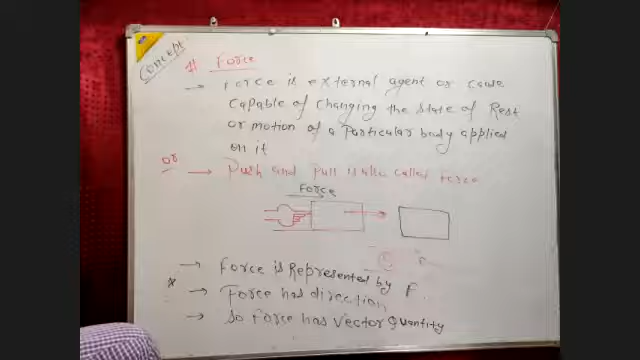 Concept
# Force
→ Force is external agent or cause
capable of changing the state of Rest
or motion of a particular body applied
on it
or → Push and Pull is also called Force
Force
→ Force is Represented by F.
* → Force has direction
→ So Force has Vector Quantity